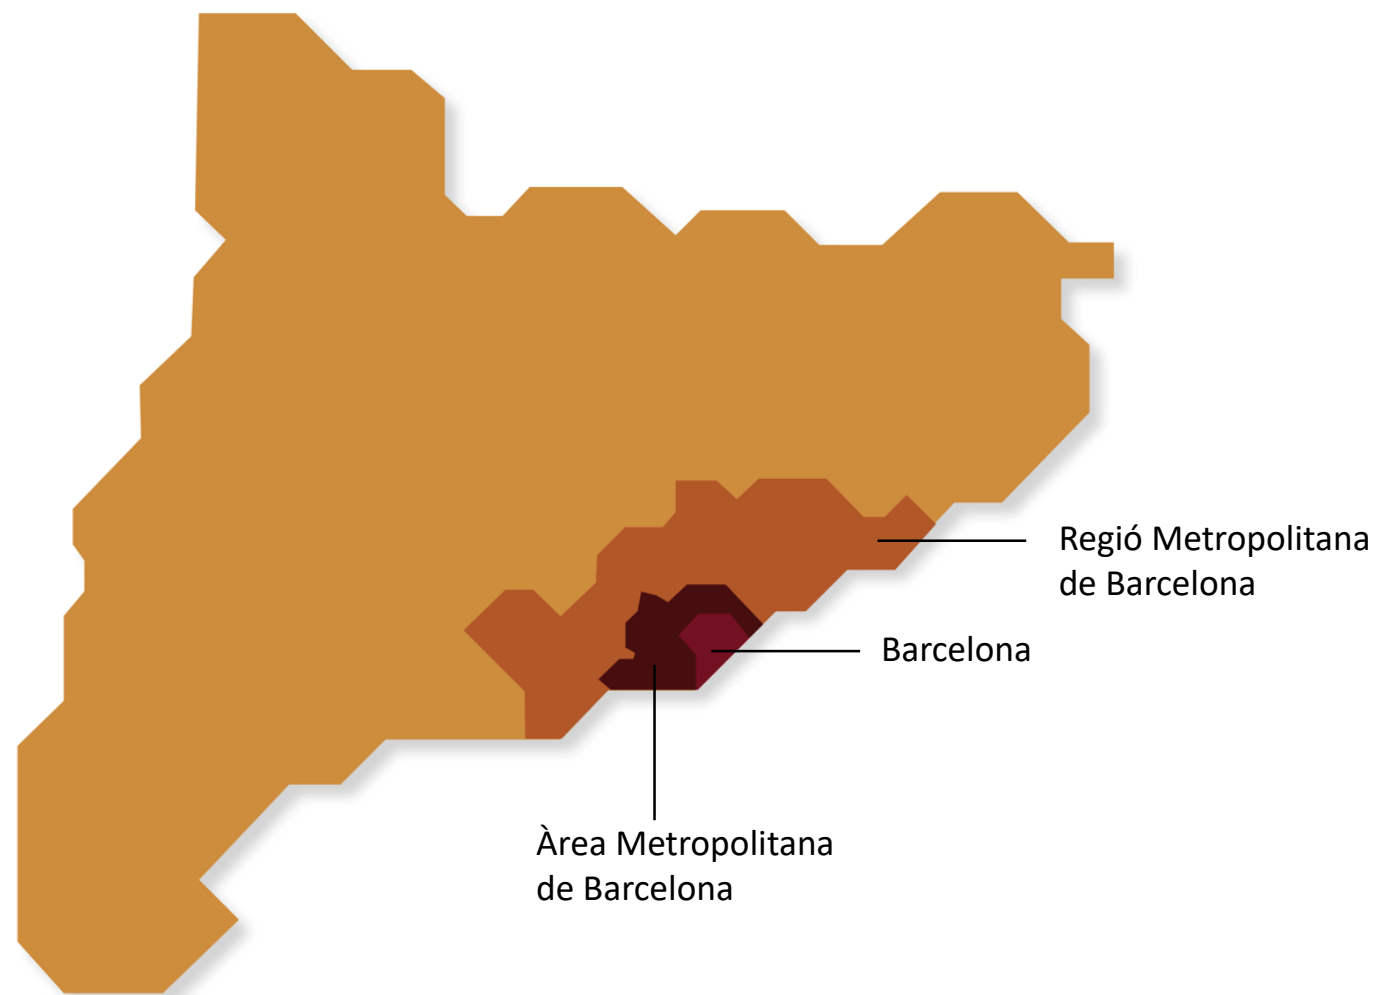 Regió Metropolitana
de Barcelona
Barcelona
Àrea Metropolitana
de Barcelona